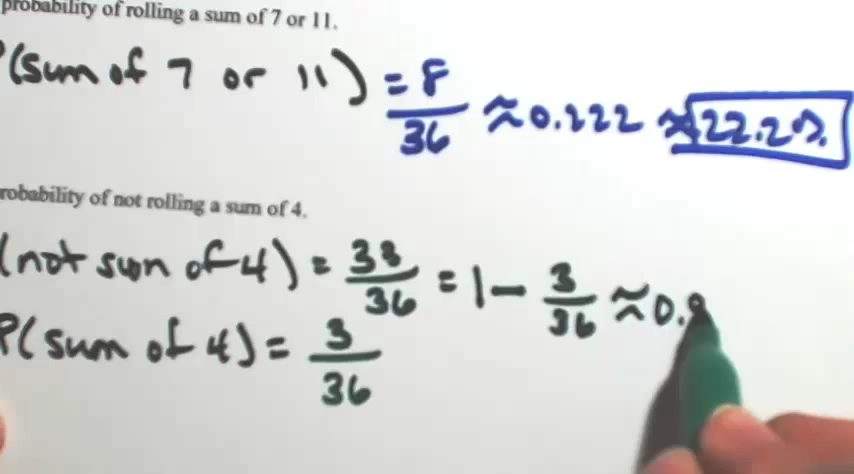 probability of rolling a sum of 7 or 11.
P(sum of 7 or 11) = 8/36 ≈ 0.222 ≈ 22.2%
robability of not rolling a sum of 4.
(not sum of 4) = 33/36 = 1 - 3/36 ≈ 0.9
P(sum of 4) = 3/36